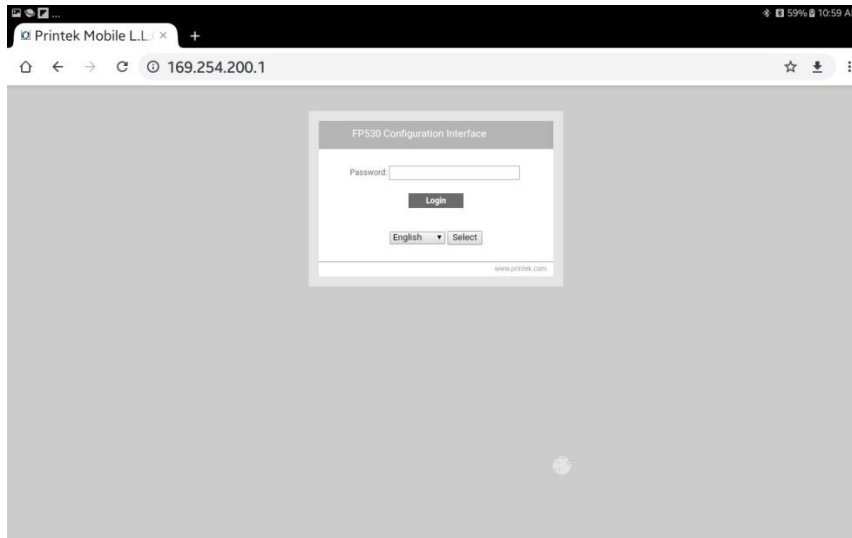 ... 59% 10:59 A
Printek Mobile L.L. × +
169.254.200.1
FP530 Configuration Interface
Password:
Login
English Select
www.printek.com